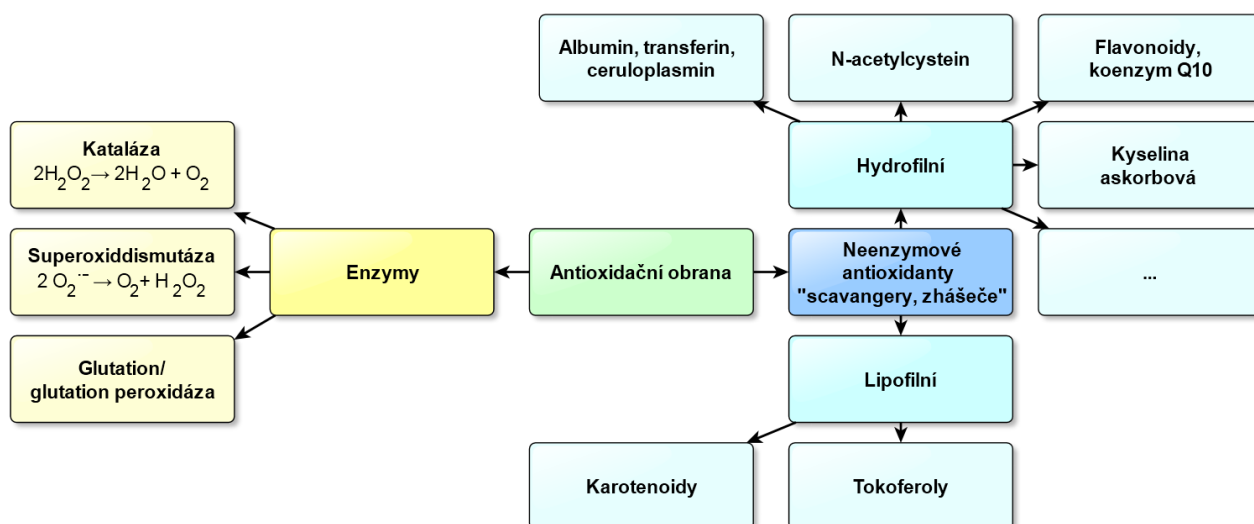 Albumin, transferin,
ceruloplasmin
N-acetylcystein
Flavonoidy,
koenzym Q10
Kataláza
2H₂O₂→ 2H₂O + O₂
Hydrofilní
Kyselina
askorbová
Superoxiddismutáza
2 O₂·⁻ → O₂+ H₂O₂
Enzymy
Antioxidační obrana
Neenzymové
antioxidanty
"scavangery, zhášeče"
...
Glutation/
glutation peroxidáza
Lipofilní
Karotenoidy
Tokoferoly